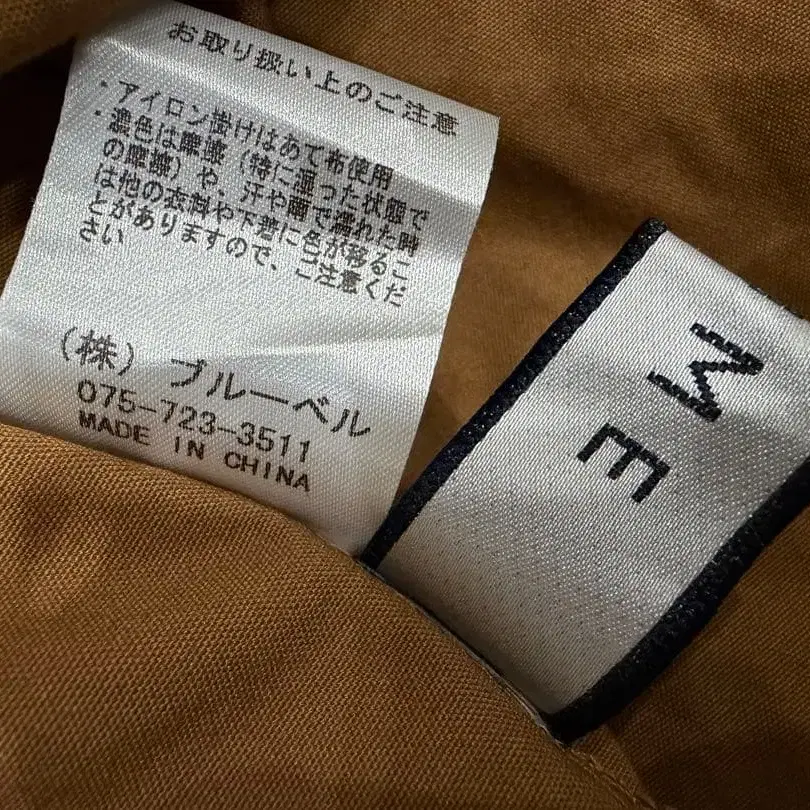 お取り扱い上のご注意
・アイロン掛けはあて布使用
・濃色は摩擦（特に湿った状態で
の摩擦）や、汗や雨で濡れた時
は他の衣料や下着に色が移るこ
とがありますので、ご注意くだ
さい
（株）ブルーベル
075-723-3511
MADE IN CHINA
M
E